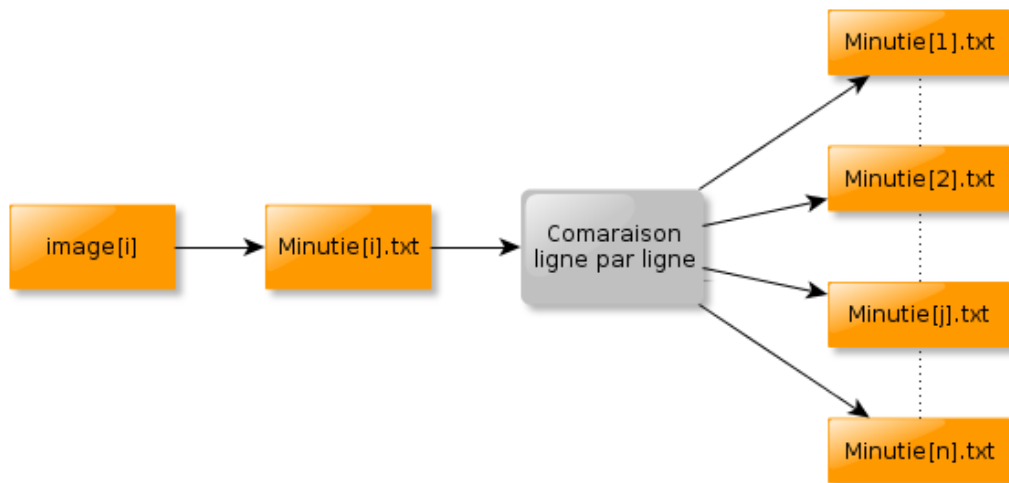 image[i]
Minutie[i].txt
Comaraison
ligne par ligne
Minutie[1].txt
Minutie[2].txt
Minutie[j].txt
Minutie[n].txt